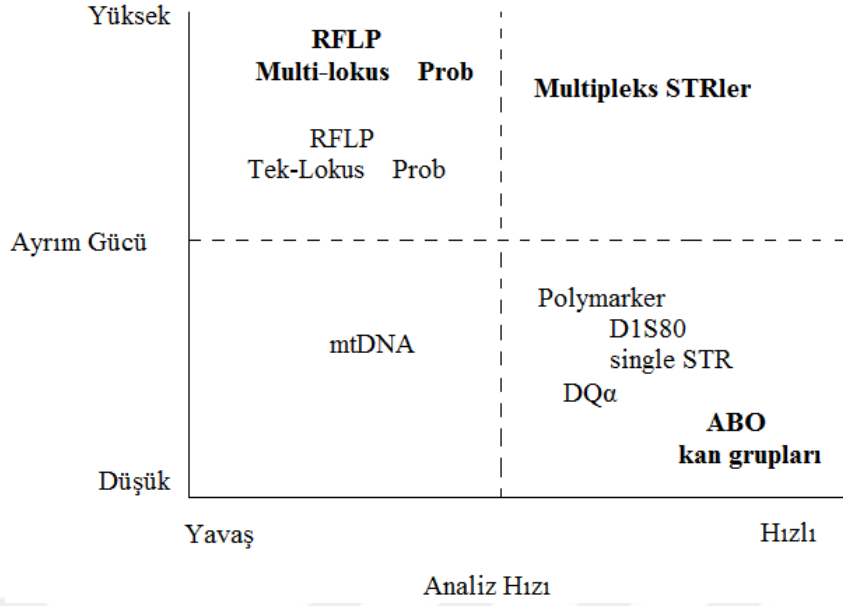 Yüksek
RFLP
Multi-lokus Prob
Multipleks STRler
RFLP
Tek-Lokus Prob
Ayrım Gücü
Polymarker
D1S80
mtDNA
single STR
DQα
ABO
kan grupları
Düşük
Yavaş
Hızlı
Analiz Hızı